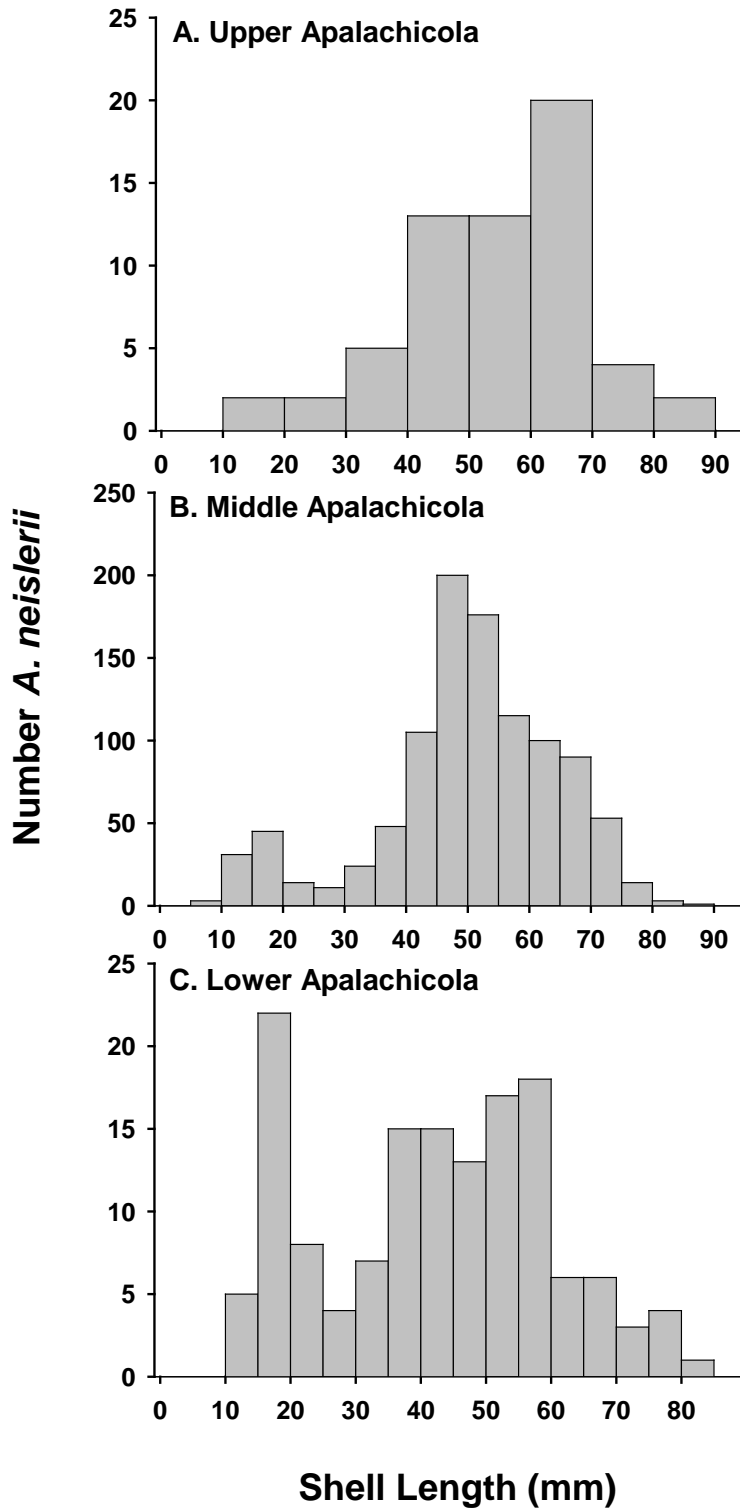 A. Upper Apalachicola
25
20
15
10
5
0
0 10 20 30 40 50 60 70 80 90
B. Middle Apalachicola
250
200
150
100
50
0
0 10 20 30 40 50 60 70 80 90
C. Lower Apalachicola
25
20
15
10
5
0
0 10 20 30 40 50 60 70 80
Number A. neislerii
Shell Length (mm)